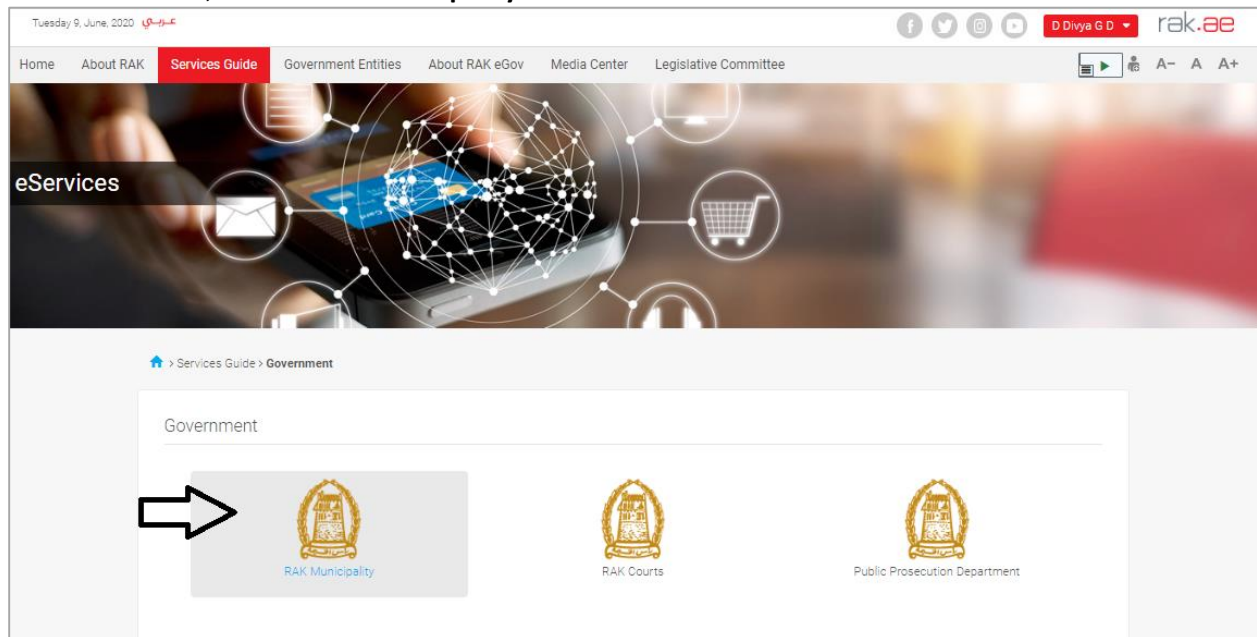 Tuesday 9, June, 2020 عربي
D Divya G D
rak.ae
Home About RAK Services Guide Government Entities About RAK eGov Media Center Legislative Committee
A- A A+
eServices
> Services Guide > Government
Government
RAK Municipality RAK Courts Public Prosecution Department